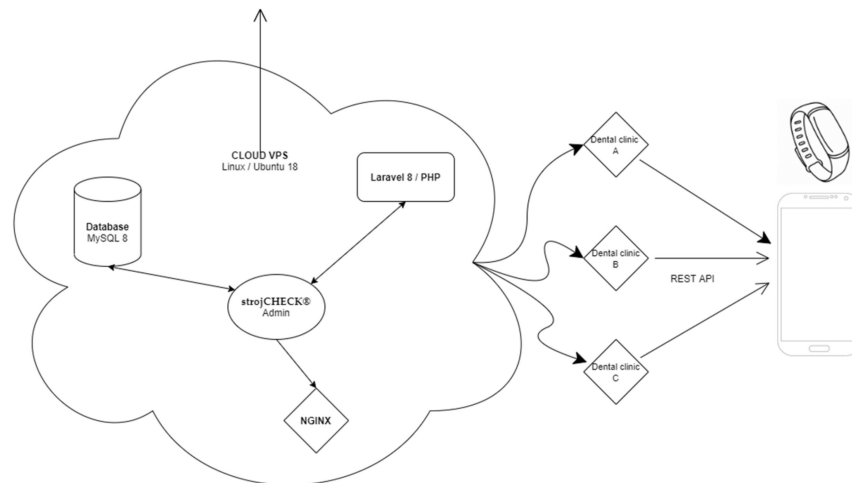 CLOUD VPS
Linux / Ubuntu 18
Laravel 8 / PHP
Database
MySQL 8
strojCHECK®
Admin
NGINX
Dental clinic
A
Dental clinic
B
REST API
Dental clinic
C